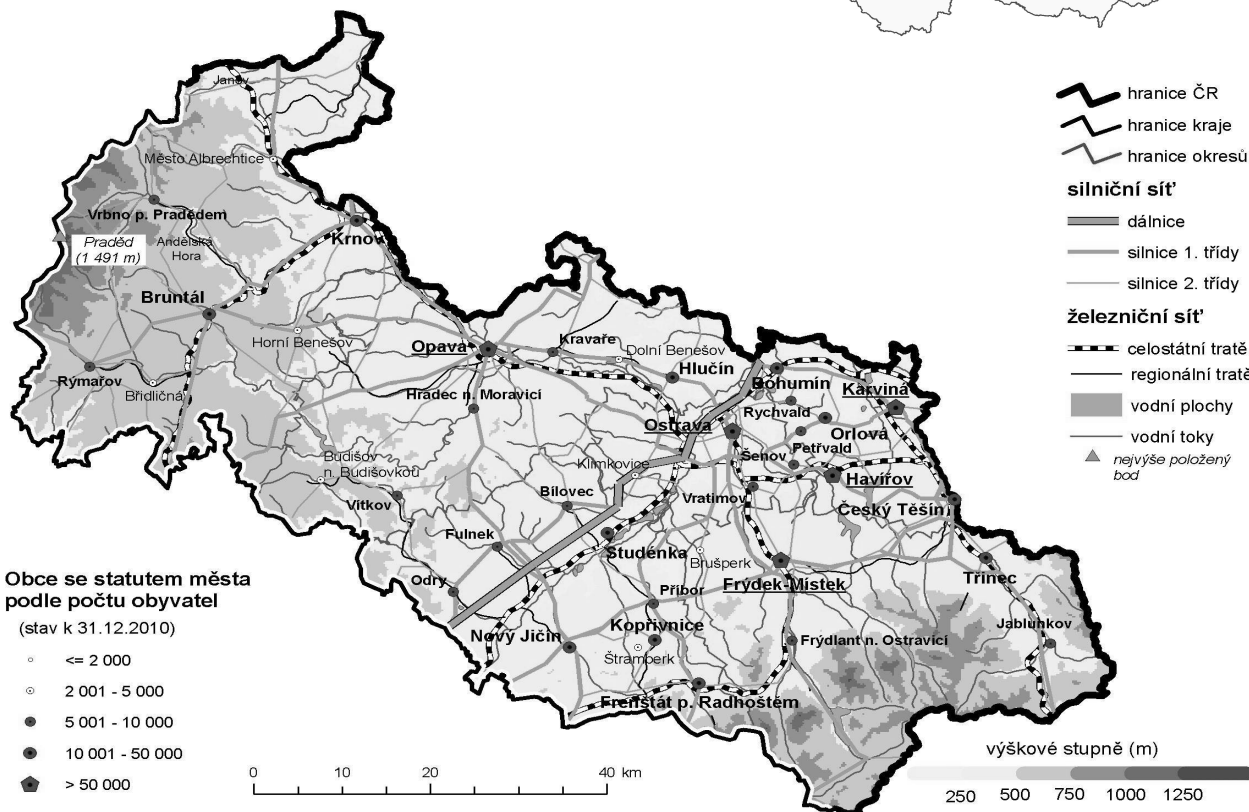 hranice ČR
hranice kraje
hranice okresů
silniční síť
dálnice
silnice 1. třídy
silnice 2. třídy
železniční síť
celostátní tratě
regionální tratě
vodní plochy
vodní toky
nejvýše položený
bod
Janov
Město Albrechtice
Vrbno p. Pradědem
Praděd
(1 491 m)
Andělská
Hora
Krnov
Bruntál
Horní Benešov
Opava
Kravaře
Dolní Benešov
Hlučín
Bohumín
Karviná
Rýmařov
Břidličná
Hradec n. Moravicí
Rychvald
Ostrava
Orlová
Petřvald
Šenov
Budišov
n. Budišovkou
Klimkovice
Havířov
Vítkov
Bílovec
Vratimov
Český Těšín
Fulnek
Studénka
Brušperk
Odry
Frýdek-Místek
Třinec
Příbor
Nový Jičín
Kopřivnice
Jablunkov
Štramberk
Frýdlant n. Ostravicí
Frenštát p. Radhoštěm
Obce se statutem města
podle počtu obyvatel
(stav k 31.12.2010)
<= 2 000
2 001 - 5 000
5 001 - 10 000
10 001 - 50 000
> 50 000
0 10 20 40 km
výškové stupně (m)
250 500 750 1000 1250